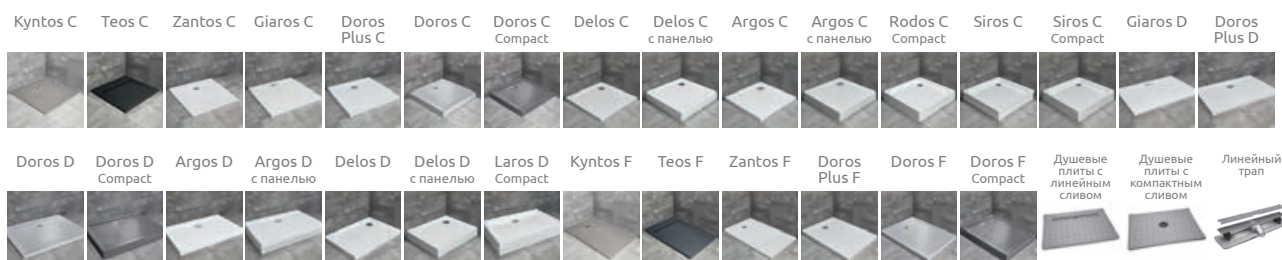 Kyntos C
Teos C
Zantos C
Giaros C
Doros
Plus C
Doros C
Doros C
Compact
Delos C
Delos C
с панелью
Argos C
Argos C
с панелью
Rodos C
Compact
Siros C
Siros C
Compact
Giaros D
Doros
Plus D
Doros D
Doros D
Compact
Argos D
Argos D
с панелью
Delos D
Delos D
с панелью
Laros D
Compact
Kyntos F
Teos F
Zantos F
Doros
Plus F
Doros F
Doros F
Compact
Душевые
плиты с
линейным
сливом
Душевые
плиты с
компактным
сливом
Линейный
трап